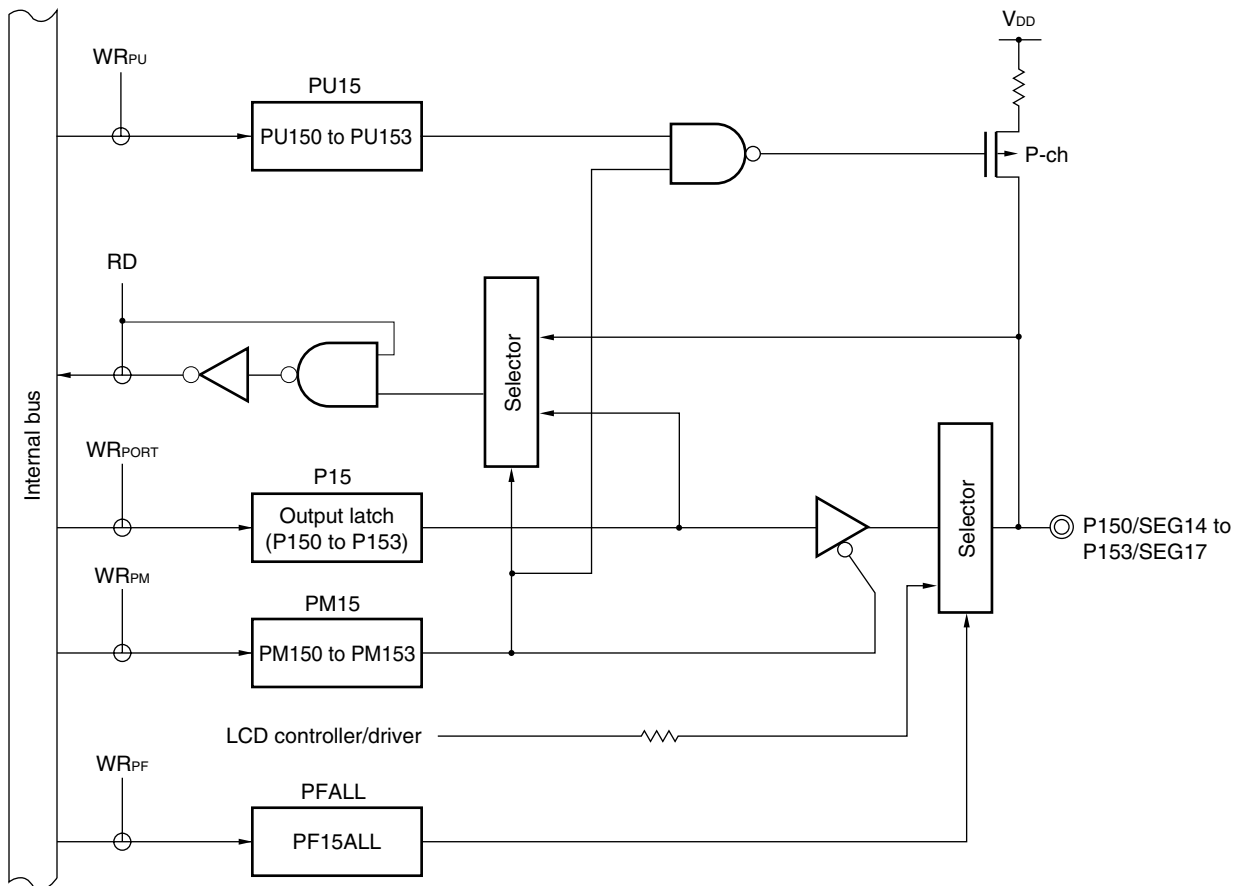 VDD
WRPU
PU15
PU150 to PU153
P-ch
RD
Selector
Internal bus
WRPORT
P15
Output latch
(P150 to P153)
Selector
P150/SEG14 to
P153/SEG17
WRPM
PM15
PM150 to PM153
LCD controller/driver
WRPF
PFALL
PF15ALL